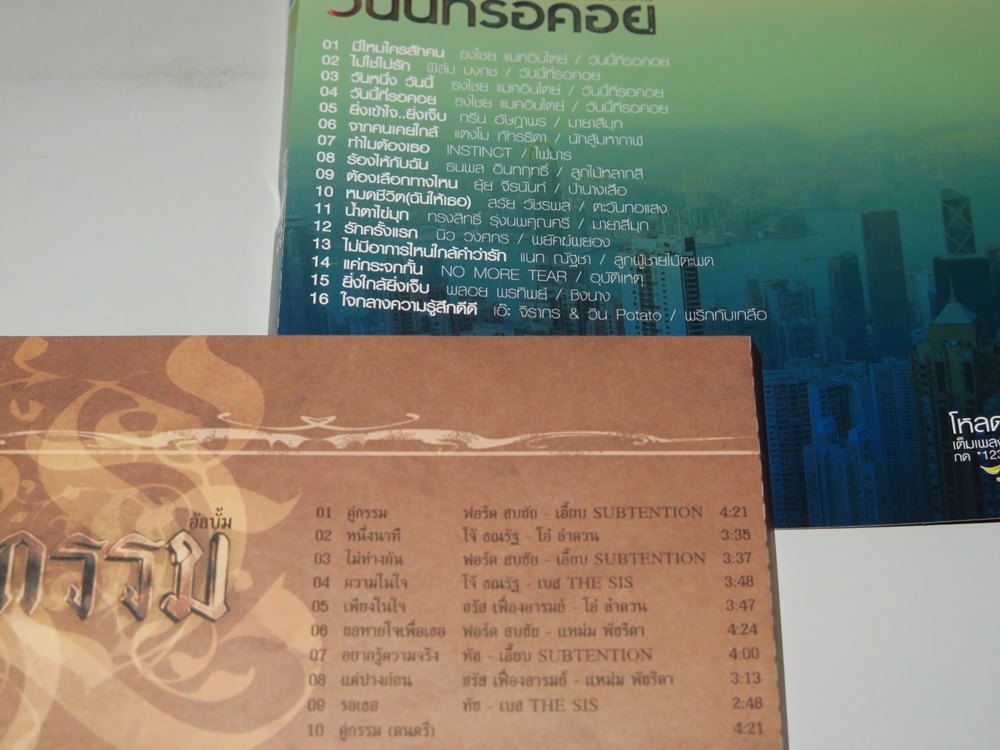 วันนี้ที่รอคอย
01 มีไหมใครสักคน ธงไชย แมคอินไตย์ / วันนี้ที่รอคอย
02 ไม่ใช่ไม่รัก ฟิล์ม บงกช / วันนี้ที่รอคอย
03 วันหนึ่ง วันนี้ ธงไชย แมคอินไตย์ / วันนี้ที่รอคอย
04 วันนี้ที่รอคอย ธงไชย แมคอินไตย์ / วันนี้ที่รอคอย
05 ยิ่งเข้าใจ..ยิ่งเจ็บ กรีน อัษฎาพร / มายาสีมุก
06 จากคนเคยใกล้ แตงโม ภัทรธิดา / นักสู้มหากาฬ
07 ทำไมต้องเธอ INSTINCT / ไฟมาร
08 ร้องไห้กับฉัน ธนพล อินทฤทธิ์ / ลูกไม้หลากสี
09 ต้องเลือกทางไหน ยุ้ย จีรนันท์ / ป่านางเสือ
10 หมดชีวิต(ฉันให้เธอ) สรัย วัชรพล / ตะวันทอแสง
11 น้ำตาไข่มุก ทรงสิทธิ์ รุ่งนพคุณศรี / มายาสีมุก
12 รักครั้งแรก นิว วงศกร / พยัคฆ์ผยอง
13 ไม่มีอาการไหนใกล้คำว่ารัก แนท ณัฐชา / ลูกผู้ชายไม้ตะพด
14 แค่กระจกกั้น NO MORE TEAR / อุบัติเหตุ
15 ยิ่งใกล้ยิ่งเจ็บ พลอย พรทิพย์ / ชิงนาง
16 ใจกลางความรู้สึกดีดี เอ๊ะ จิรากร & วิน Potato / พริกกับเกลือ
โหลด
เต็มเพลง
กด *123
อัลบั้ม
กรรม
01 คู่กรรม ฟอร์ด สบชัย - เอี๊ยบ SUBTENTION 4:21
02 หนึ่งนาที โจ้ ธณรัฐ - โอ๋ ลำดวน 3:35
03 ไม่ห่างกัน ฟอร์ด สบชัย - เอี๊ยบ SUBTENTION 3:37
04 ความในใจ โจ้ ธณรัฐ - เบส THE SIS 3:48
05 เพียงในใจ ชรัส เฟื่องอารมย์ - โอ๋ ลำดวน 3:47
06 ขอหายใจเพื่อเธอ ฟอร์ด สบชัย - แหม่ม พัชริดา 4:24
07 อยากรู้ความจริง ทัช - เอี๊ยบ SUBTENTION 4:00
08 แต่ปางก่อน ชรัส เฟื่องอารมย์ - แหม่ม พัชริดา 3:13
09 รอเธอ ทัช - เบส THE SIS 2:48
10 คู่กรรม (ดนตรี) 4:21